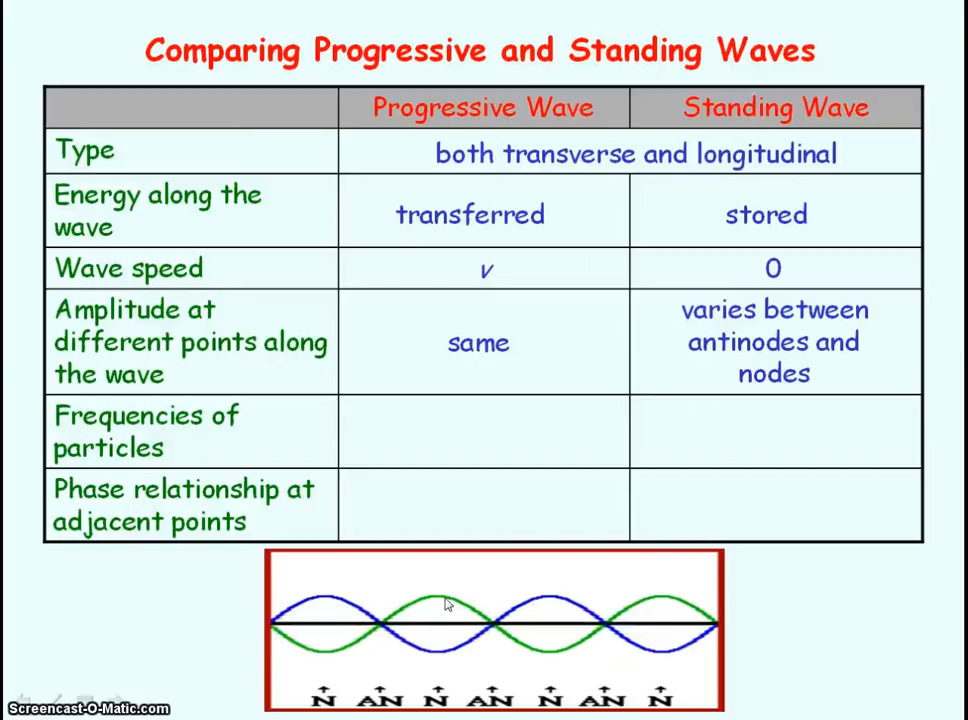 Comparing Progressive and Standing Waves
Progressive Wave
Standing Wave
Type
both transverse and longitudinal
Energy along the
wave
transferred
stored
Wave speed
v
0
Amplitude at
different points along
the wave
same
varies between
antinodes and
nodes
Frequencies of
particles
Phase relationship at
adjacent points
N AN N AN N AN N
Screencast-O-Matic.com